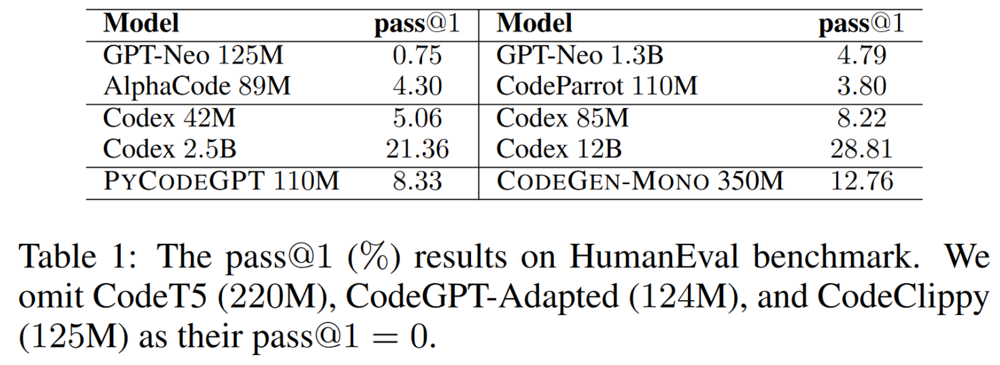 Model pass@1 Model pass@1
GPT-Neo 125M 0.75 GPT-Neo 1.3B 4.79
AlphaCode 89M 4.30 CodeParrot 110M 3.80
Codex 42M 5.06 Codex 85M 8.22
Codex 2.5B 21.36 Codex 12B 28.81
PYCODEGPT 110M 8.33 CODEGEN-MONO 350M 12.76
Table 1: The pass@1 (%) results on HumanEval benchmark. We
omit CodeT5 (220M), CodeGPT-Adapted (124M), and CodeClippy
(125M) as their pass@1 = 0.